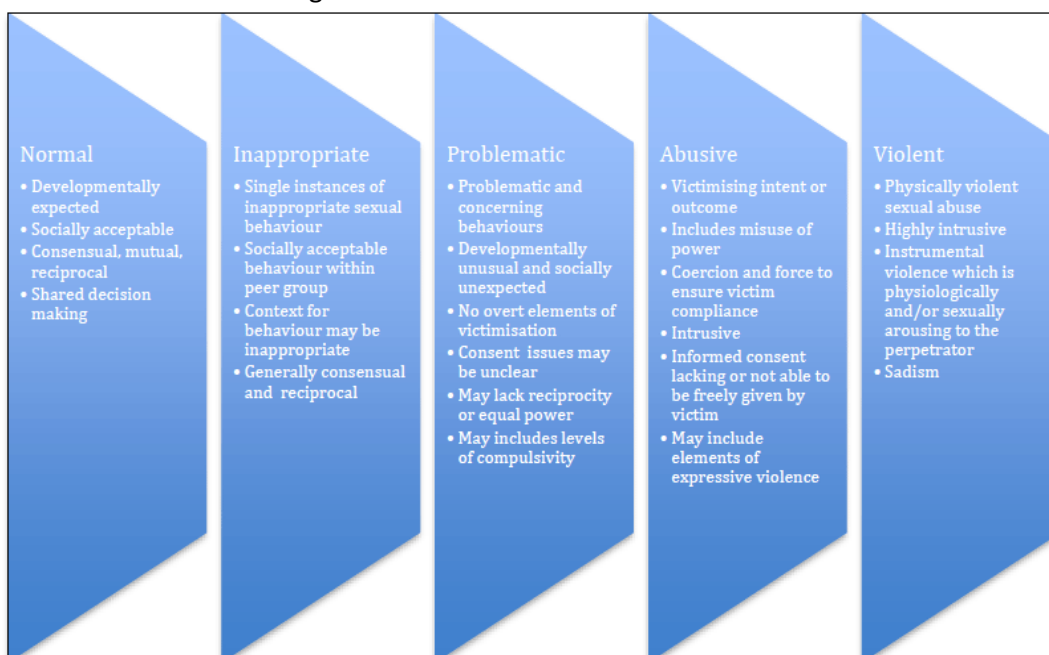 Normal
• Developmentally
expected
• Socially acceptable
• Consensual, mutual,
reciprocal
• Shared decision
making
Inappropriate
• Single instances of
inappropriate sexual
behaviour
• Socially acceptable
behaviour within
peer group
• Context for
behaviour may be
inappropriate
• Generally consensual
and reciprocal
Problematic
• Problematic and
concerning
behaviours
• Developmentally
unusual and socially
unexpected
• No overt elements of
victimisation
• Consent issues may
be unclear
• May lack reciprocity
or equal power
• May includes levels
of compulsivity
Abusive
• Victimising intent or
outcome
• Includes misuse of
power
• Coercion and force to
ensure victim
compliance
• Intrusive
• Informed consent
lacking or not able to
be freely given by
victim
• May include
elements of
expressive violence
Violent
• Physically violent
sexual abuse
• Highly intrusive
• Instrumental
violence which is
physiologically
and/or sexually
arousing to the
perpetrator
• Sadism